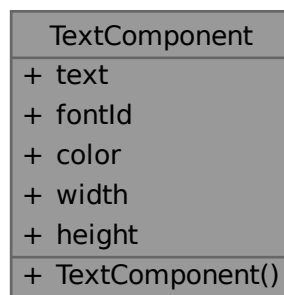 TextComponent
+ text
+ fontId
+ color
+ width
+ height
+ TextComponent()